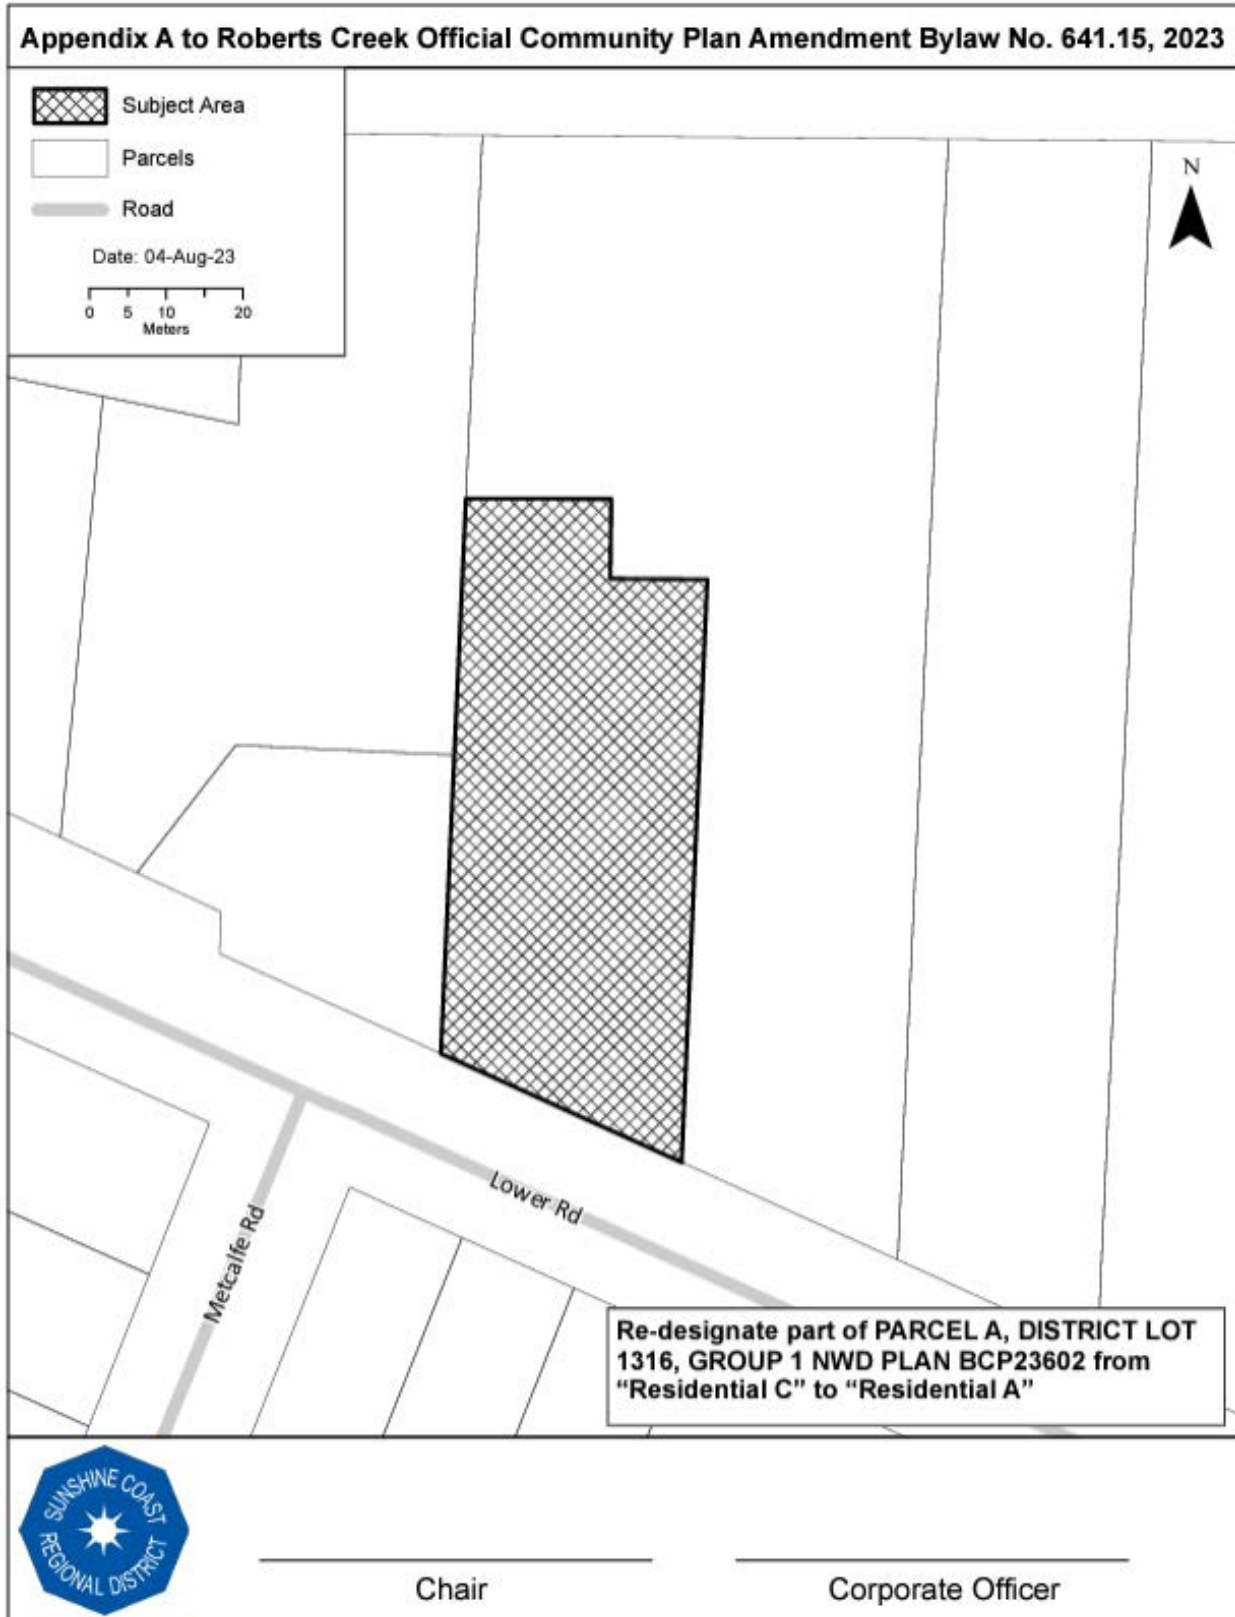 Appendix A to Roberts Creek Official Community Plan Amendment Bylaw No. 641.15, 2023
Subject Area
Parcels
Road
Date: 04-Aug-23
0 5 10 20
Meters
N
Lower Rd
Metcalfe Rd
Re-designate part of PARCEL A, DISTRICT LOT
1316, GROUP 1 NWD PLAN BCP23602 from
“Residential C” to “Residential A”
SUNSHINE COAST
REGIONAL DISTRICT
Chair
Corporate Officer